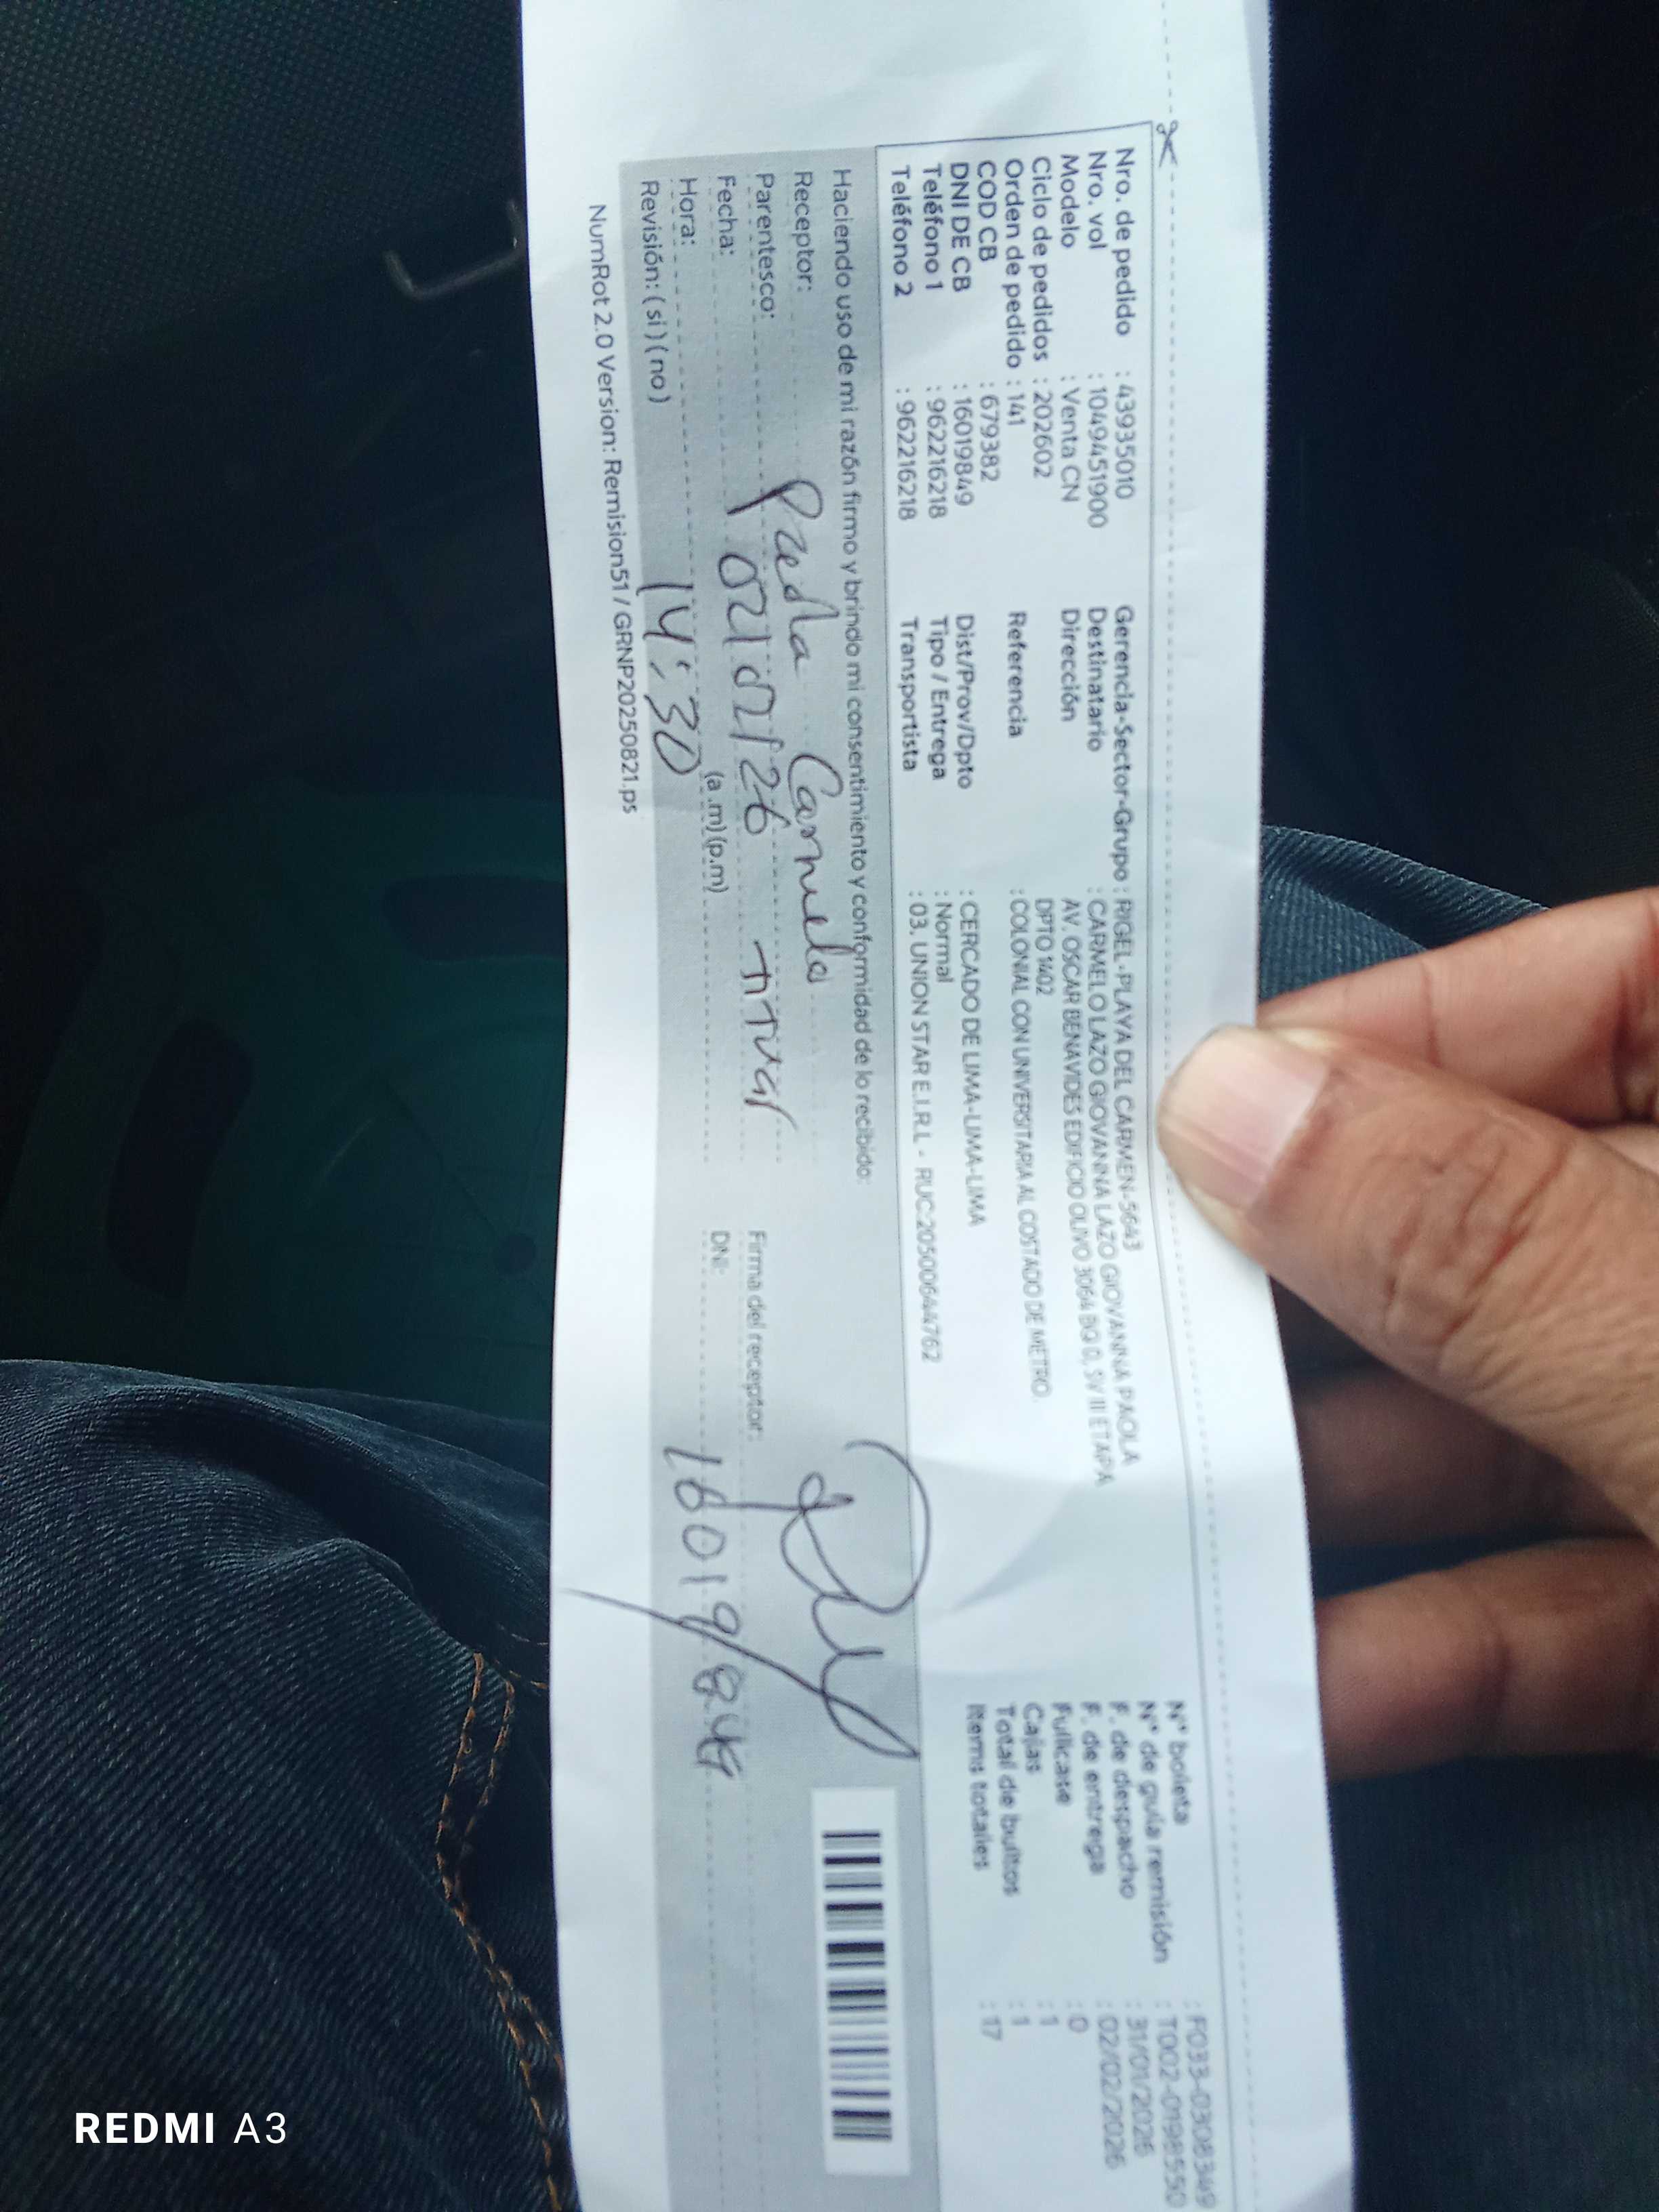 Nro. de pedido : 43935010
Nro. vol : 1049451900
Modelo : Venta CN
Ciclo de pedidos : 202602
Orden de pedido : 141
COD CB : 679382
DNI DE CB : 16019849
Teléfono 1 : 962216218
Teléfono 2 : 962216218
Gerencia-Sector-Grupo : RIGEL-PLAYA DEL CARMEN-5643
Destinatario : CARMELO LAZO GIOVANNA LAZO GIOVANNA PAOLA
Dirección AV. OSCAR BENAVIDES EDIFICIO OLIVO 3064 BQ D, SV III ETAPA
DPTO 1402
Referencia : COLONIAL CON UNIVERSITARIA AL COSTADO DE METRO.
Dist/Prov/Dpto : CERCADO DE LIMA-LIMA-LIMA
Tipo / Entrega : Normal
Transportista : 03. UNION STAR E.I.R.L - RUC:20500644762
N° boleta : F033-03083449
N° de guía remisión : T002-01985550
F. de despacho : 31/01/2026
F. de entrega : 02/02/2026
Fullcase : 0
Cajas : 1
Total de bultos : 1
Items totales : 17
Haciendo uso de mi razón firmo y brindo mi consentimiento y conformidad de lo recibido:
Receptor: Carmelo
Parentesco:
Fecha: 02/02/26
Hora: 14:30 (a.m)(p.m)
Revisión: (si) (no)
Firma del receptor:
DNI: 16019849
NumRot 2.0 Version: Remision51 / GRNP20250821.ps
REDMI A3